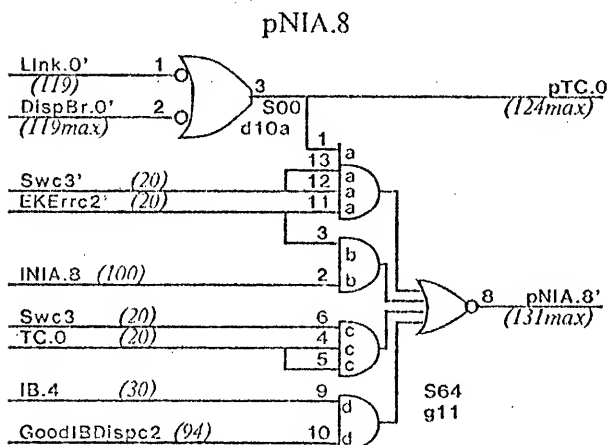 pNIA.8
Link.0' 1
(119)
DispBr.0' 2
(119max)
3
S00
d10a
pTC.0
(124max)
1 a
13 a
Swc3' (20) 12 a
EKErrc2' (20) 11 a
3 b
INIA.8 (100) 2 b
Swc3 (20) 6 c
TC.0 (20) 4 c
5 c
IB.4 (30) 9 d
GoodIBDispc2 (94) 10 d
8 pNIA.8'
(131max)
S64
g11